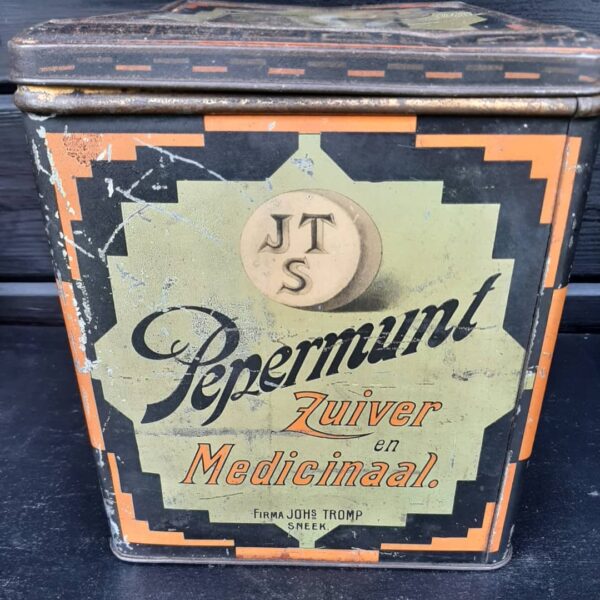 JT
S
Pepermunt
Zuiver
en
Medicinaal.
FIRMA JOHS TROMP
SNEEK.